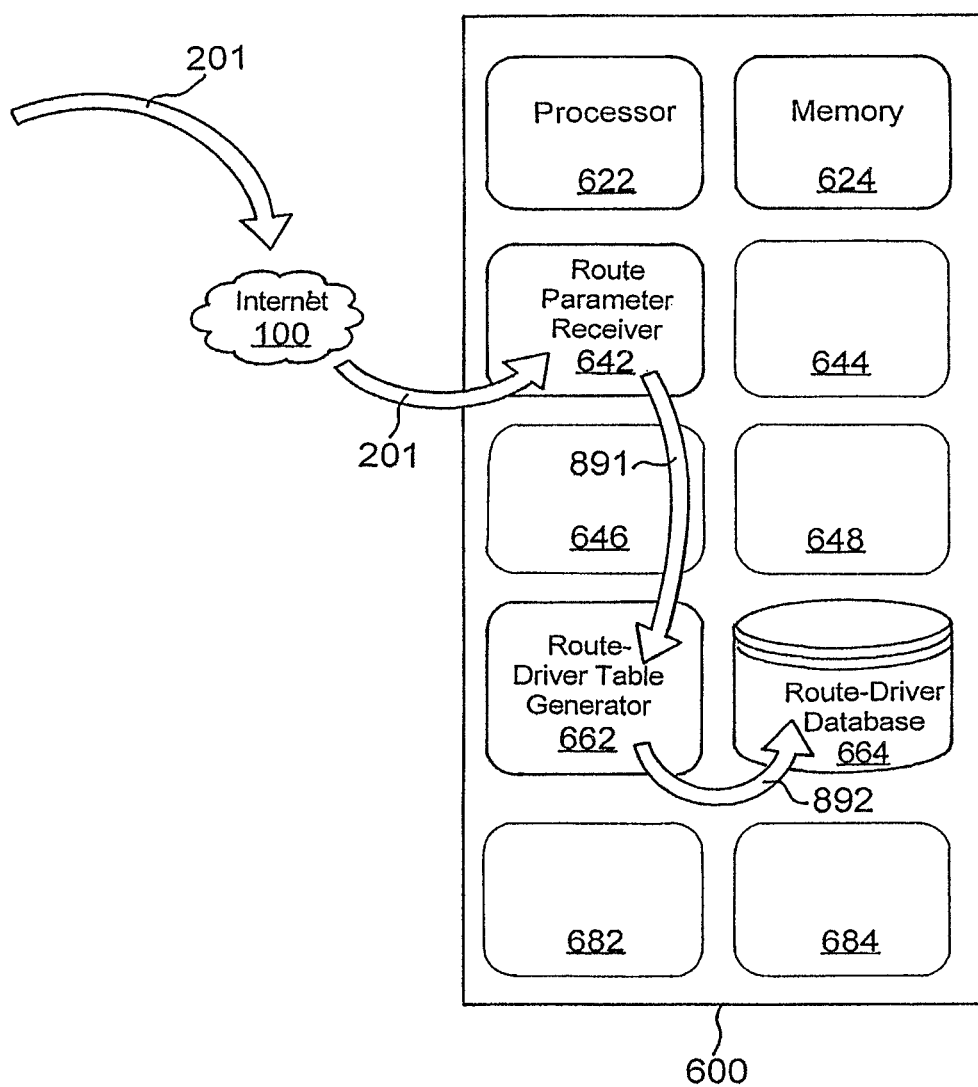 201
Processor
622
Memory
624
Internet
100
Route
Parameter
Receiver
642
644
201
891
646
648
Route-
Driver Table
Generator
662
Route-Driver
Database
664
892
682
684
600